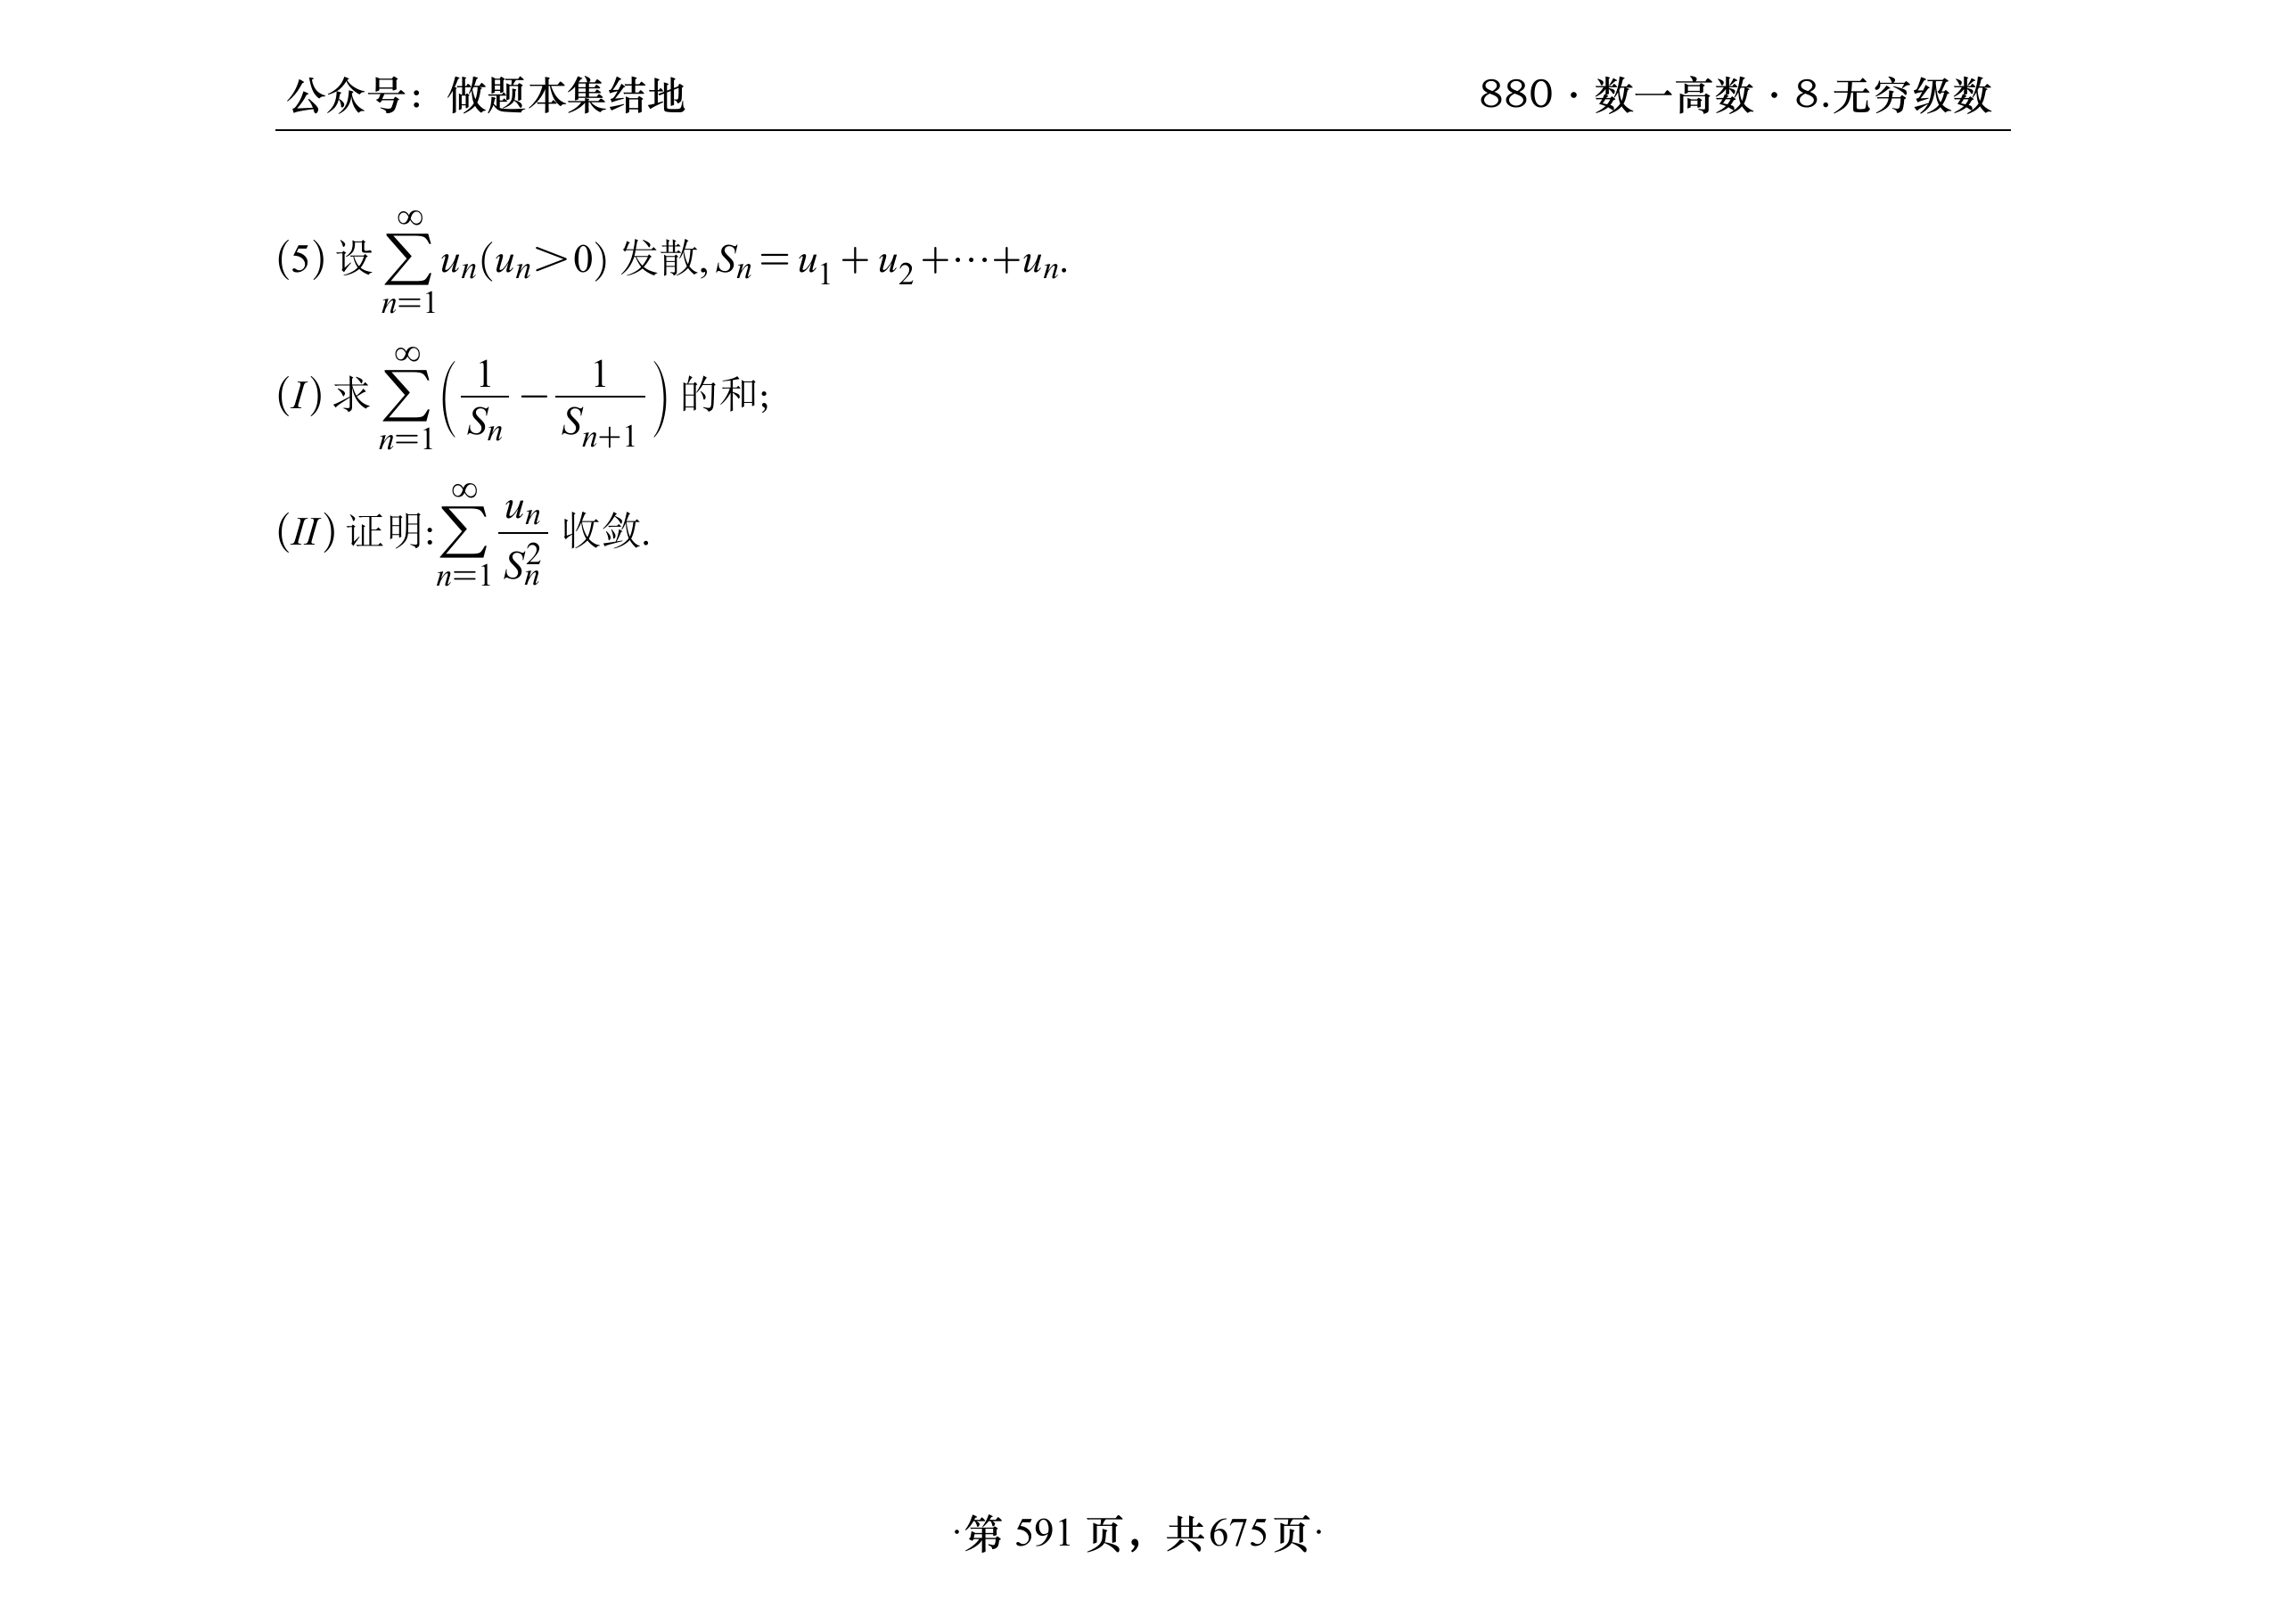 公众号：做题本集结地
880・数一高数・8.无穷级数
(5) 设 $\sum_{n=1}^{\infty} u_n (u_n > 0)$ 发散, $S_n = u_1 + u_2 + \cdots + u_n$.
(I) 求 $\sum_{n=1}^{\infty} \left( \frac{1}{S_n} - \frac{1}{S_{n+1}} \right)$ 的和;
(II) 证明: $\sum_{n=1}^{\infty} \frac{u_n}{S_n^2}$ 收敛.
·第 591 页，共675页·